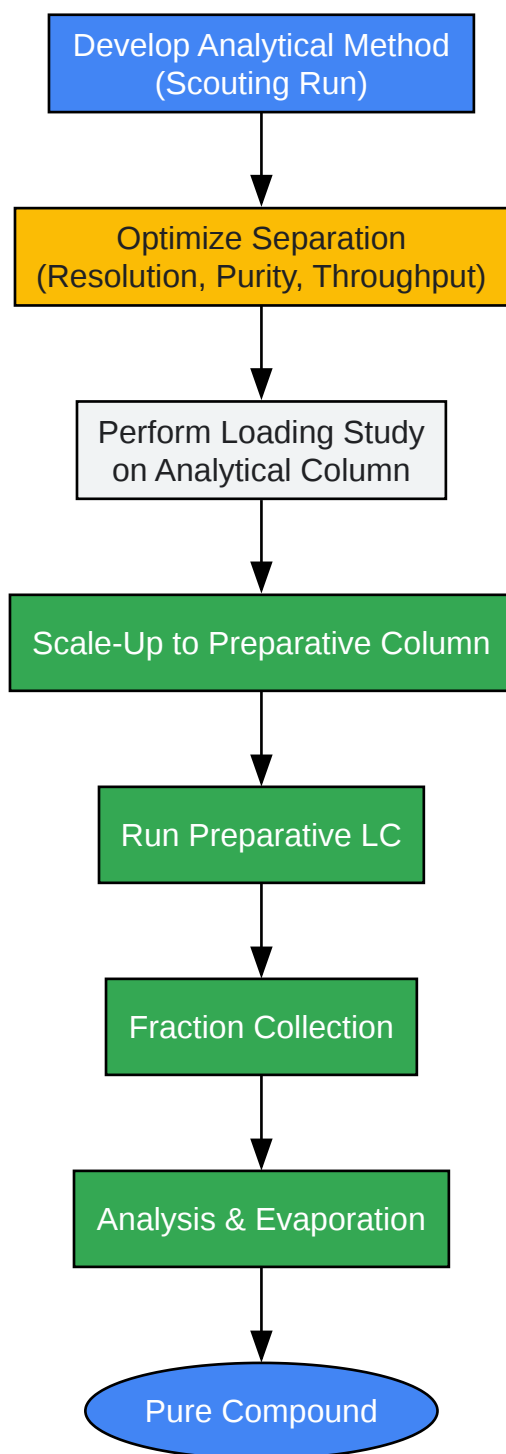 Develop Analytical Method
(Scouting Run)
Optimize Separation
(Resolution, Purity, Throughput)
Perform Loading Study
on Analytical Column
Scale-Up to Preparative Column
Run Preparative LC
Fraction Collection
Analysis & Evaporation
Pure Compound